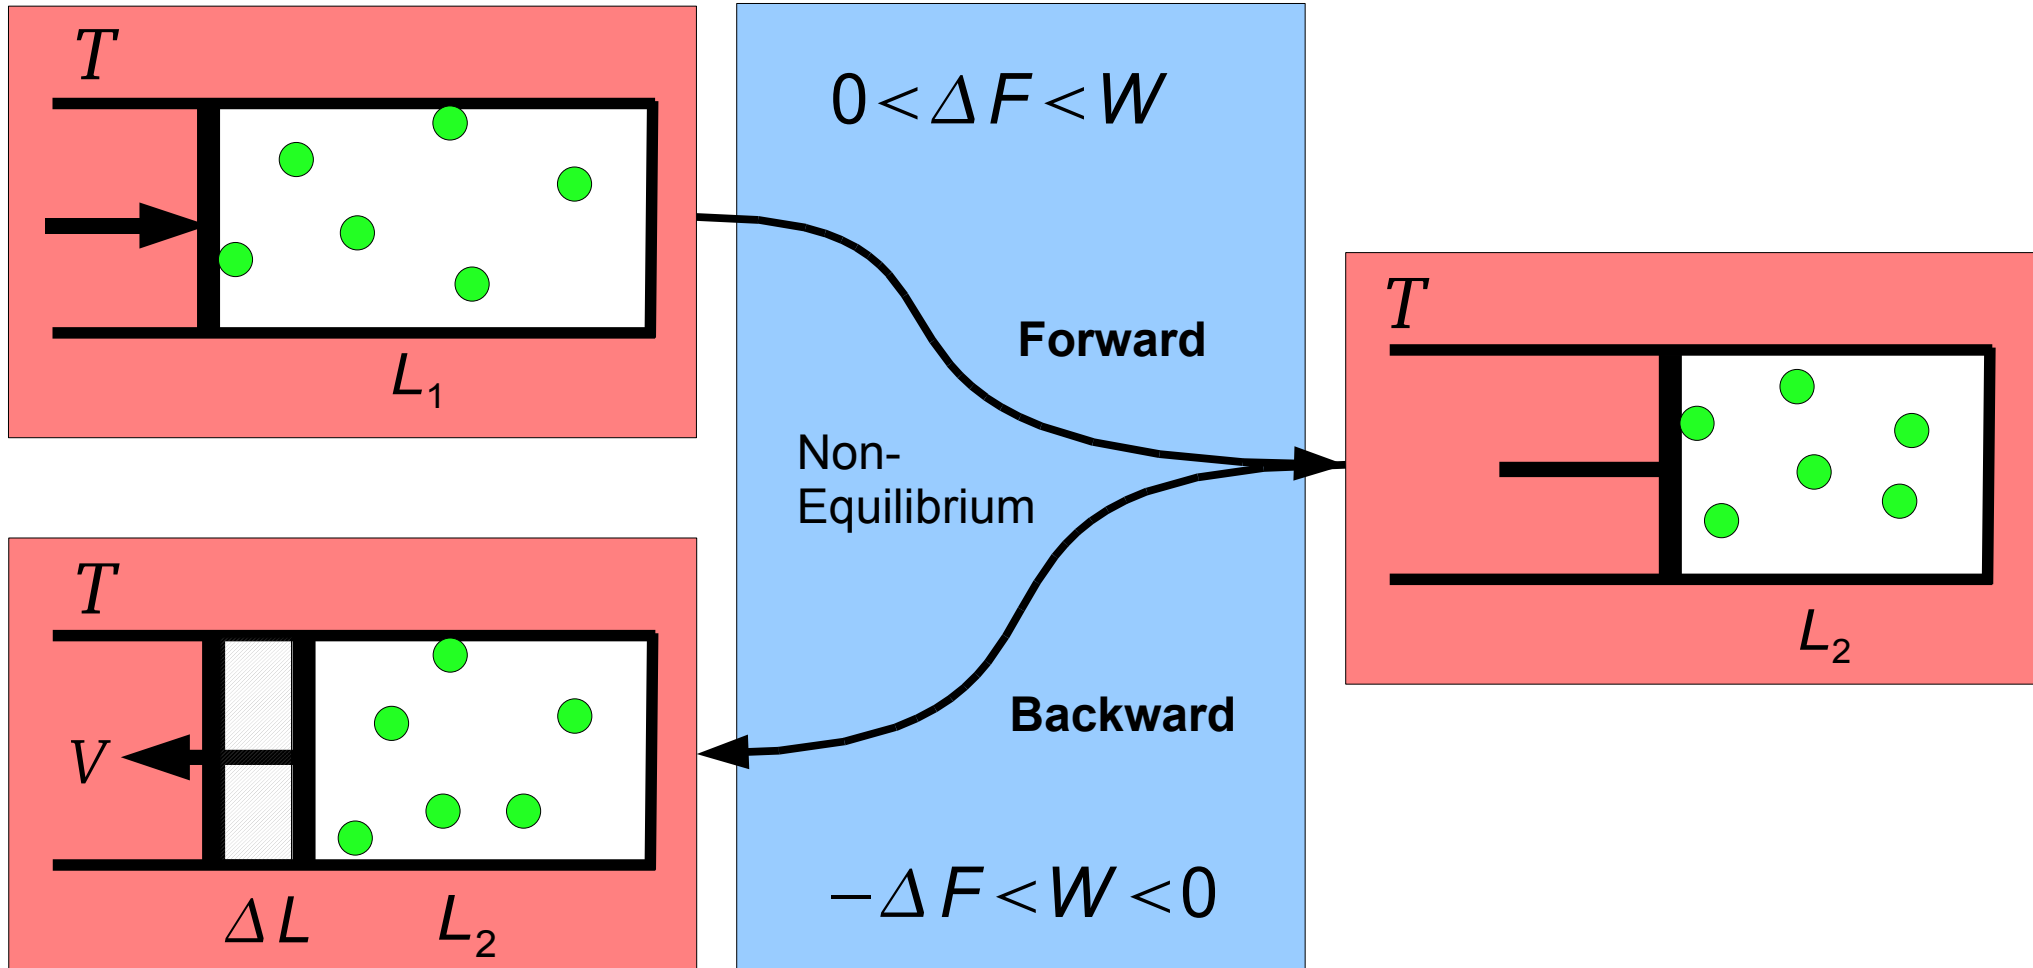 T
L₁
0<ΔF<W
Forward
Non-
Equilibrium
T
L₂
T
V
ΔL
L₂
Backward
−ΔF<W<0